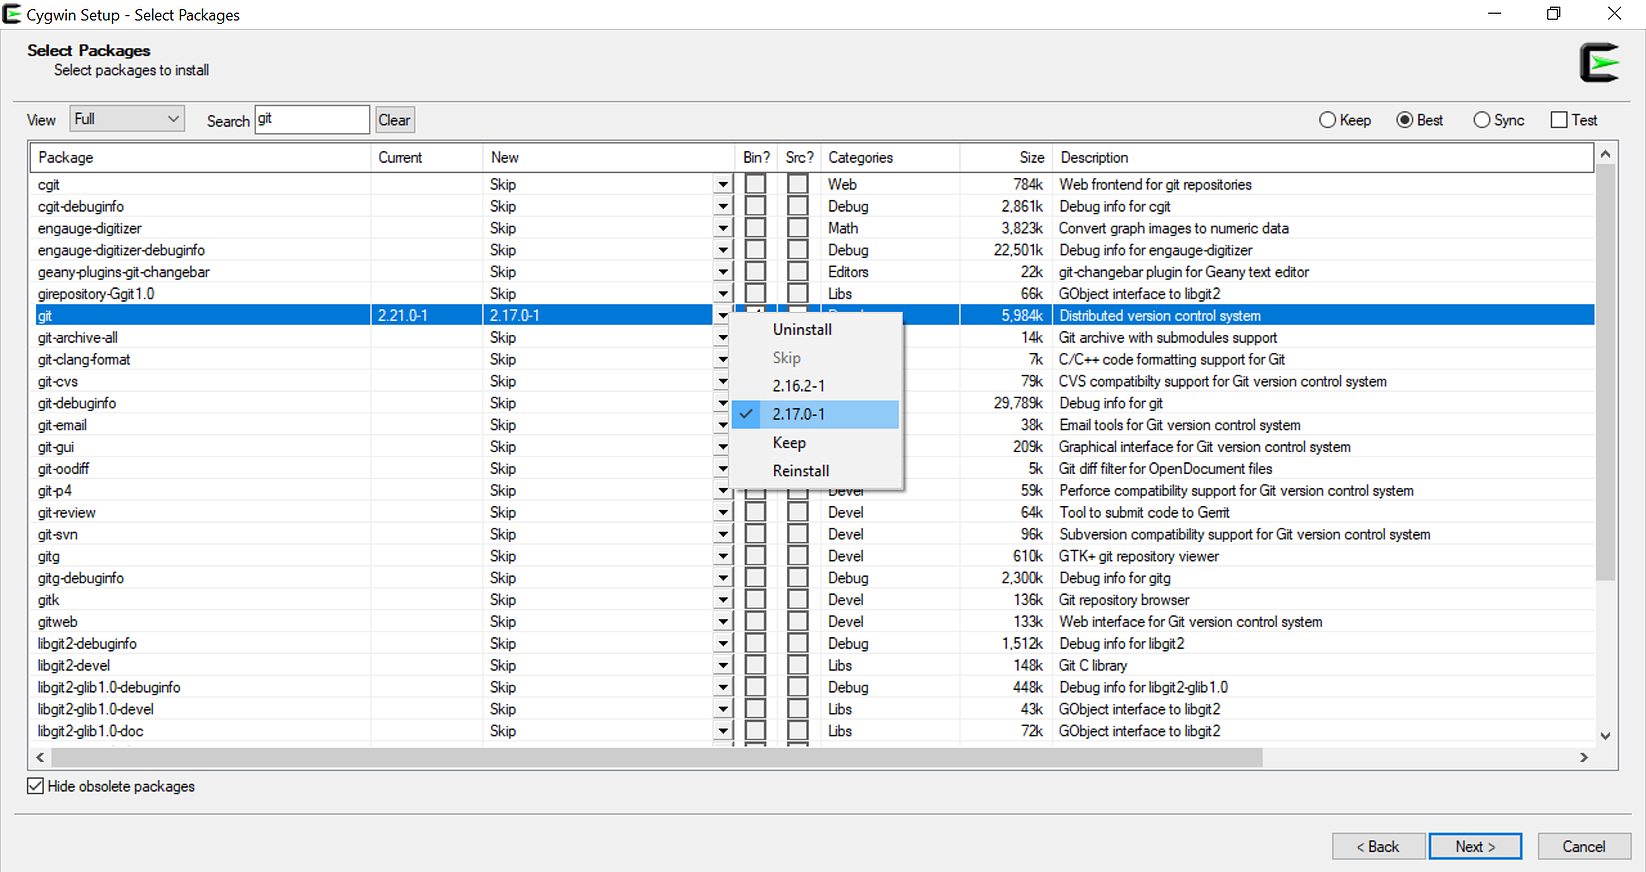 Cygwin Setup - Select Packages
Select Packages
Select packages to install
View Full Search git Clear Keep Best Sync Test
Package Current New Bin? Src? Categories Size Description
cgit Skip Web 784k Web frontend for git repositories
cgit-debuginfo Skip Debug 2,861k Debug info for cgit
engauge-digitizer Skip Math 3,823k Convert graph images to numeric data
engauge-digitizer-debuginfo Skip Debug 22,501k Debug info for engauge-digitizer
geany-plugins-git-changebar Skip Editors 22k git-changebar plugin for Geany text editor
girepository-Ggit1.0 Skip Libs 66k GObject interface to libgit2
git 2.21.0-1 2.17.0-1 5,984k Distributed version control system
Uninstall
git-archive-all Skip 14k Git archive with submodules support
Skip
git-clang-format Skip 7k C/C++ code formatting support for Git
git-cvs Skip 79k CVS compatibilty support for Git version control system
2.16.2-1
git-debuginfo Skip 29,789k Debug info for git
2.17.0-1
git-email Skip 38k Email tools for Git version control system
Keep
git-gui Skip 209k Graphical interface for Git version control system
git-oodiff Skip 5k Git diff filter for OpenDocument files
Reinstall
git-p4 Skip Devel 59k Perforce compatibility support for Git version control system
git-review Skip Devel 64k Tool to submit code to Gerrit
git-svn Skip Devel 96k Subversion compatibility support for Git version control system
gitg Skip Devel 610k GTK+ git repository viewer
gitg-debuginfo Skip Debug 2,300k Debug info for gitg
gitk Skip Devel 136k Git repository browser
gitweb Skip Devel 133k Web interface for Git version control system
libgit2-debuginfo Skip Debug 1,512k Debug info for libgit2
libgit2-devel Skip Libs 148k Git C library
libgit2-glib1.0-debuginfo Skip Debug 448k Debug info for libgit2-glib1.0
libgit2-glib1.0-devel Skip Libs 43k GObject interface to libgit2
libgit2-glib1.0-doc Skip Libs 72k GObject interface to libgit2
Hide obsolete packages
< Back Next > Cancel